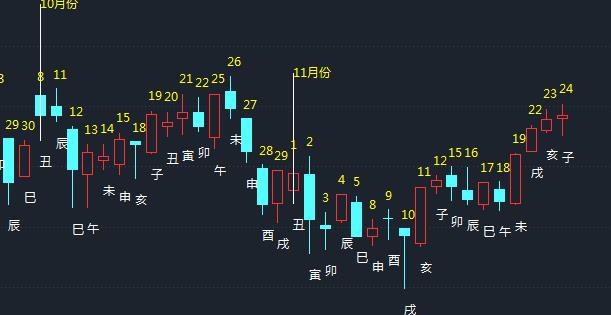 10月份
8 11
29 30 12 13 14 15 18 19 20 21 22 25 26 27
丑 辰 丑 寅 卯 未
巳 子 午 申
辰 巳 午 未 申 亥
11月份
28 29 1 2 3 4 5 8 9 10 11 12 15 16 17 18 19 22 23 24
酉 戌 丑 寅 卯 辰 巳 申 酉 戌 亥 子 卯 辰 巳 午 未 戌 亥 子